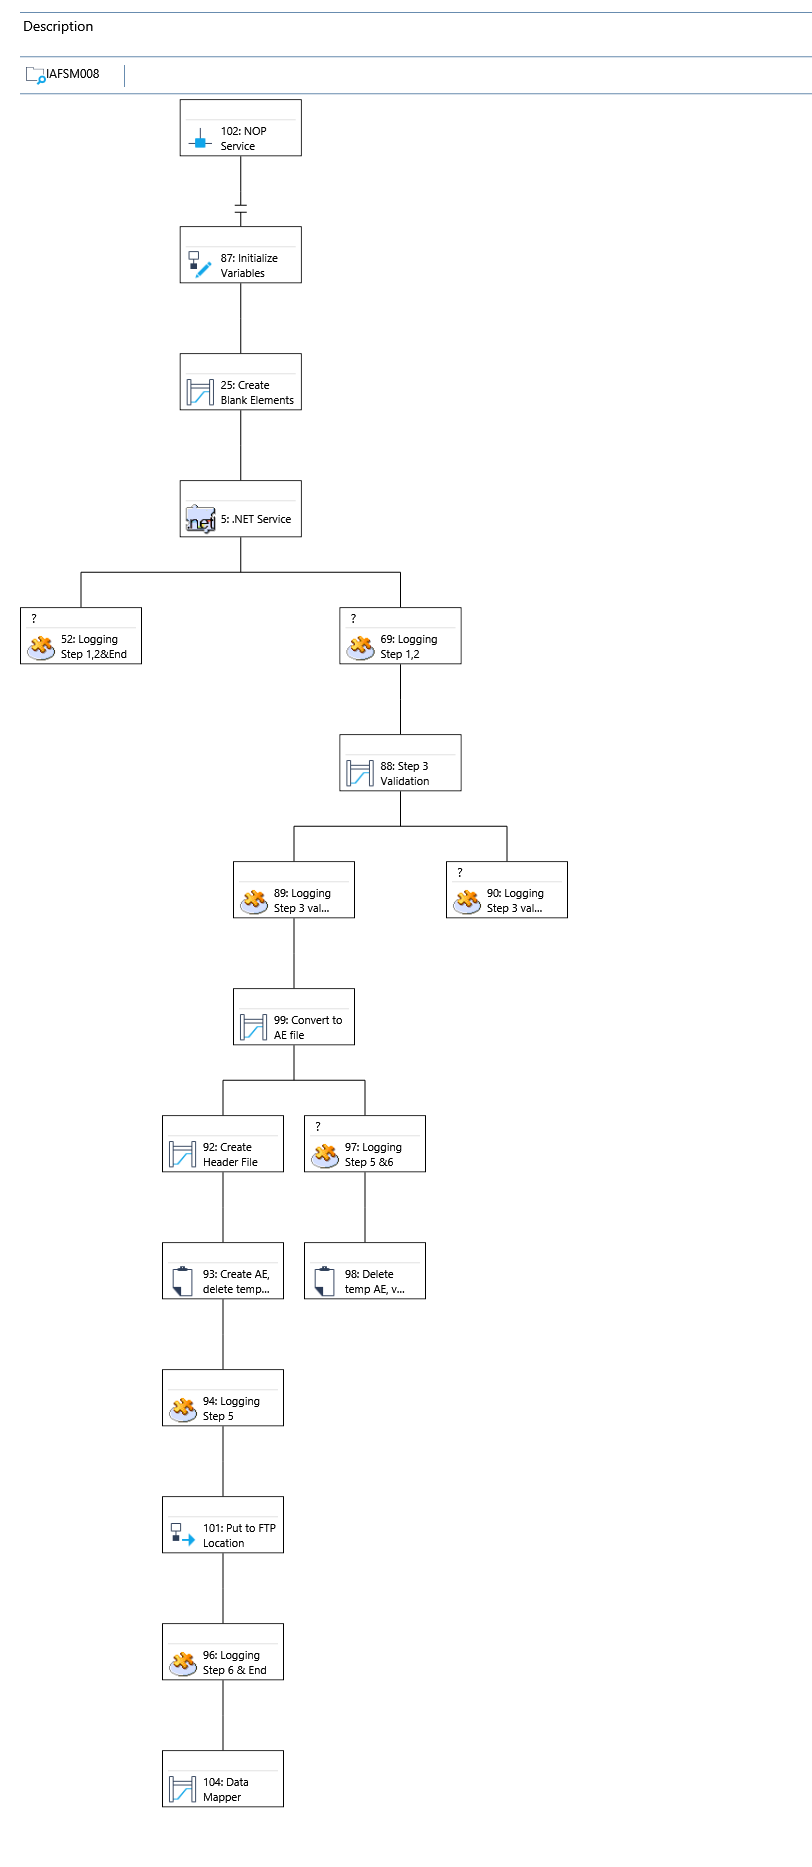 Description
IAFSM008
102: NOP
Service
87: Initialize
Variables
25: Create
Blank Elements
.net
5: .NET Service
?
52: Logging
Step 1,2&End
?
69: Logging
Step 1,2
88: Step 3
Validation
89: Logging
Step 3 val...
?
90: Logging
Step 3 val...
99: Convert to
AE file
92: Create
Header File
?
97: Logging
Step 5 &6
93: Create AE,
delete temp...
98: Delete
temp AE, v...
94: Logging
Step 5
101: Put to FTP
Location
96: Logging
Step 6 & End
104: Data
Mapper